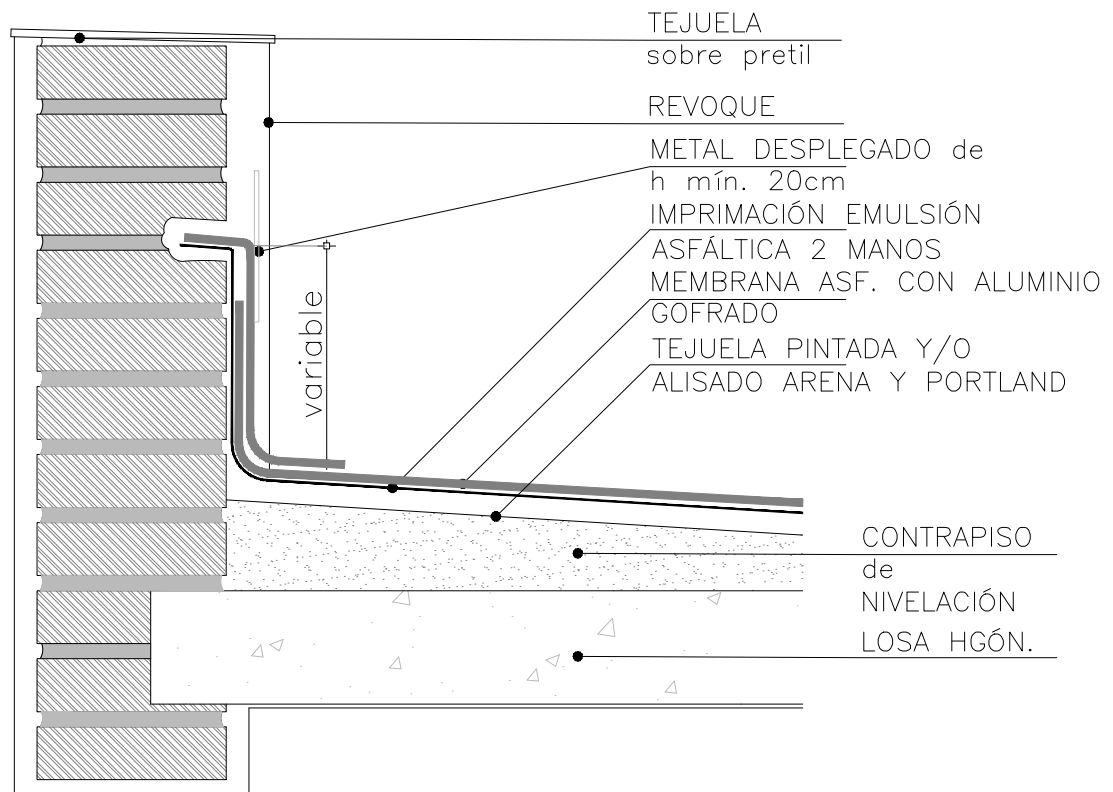 TEJUELA
sobre pretil
REVOQUE
METAL DESPLEGADO de
h mín. 20cm
IMPRIMACIÓN EMULSIÓN
ASFÁLTICA 2 MANOS
MEMBRANA ASF. CON ALUMINIO
GOFRADO
TEJUELA PINTADA Y/O
ALISADO ARENA Y PORTLAND
variable
CONTRAPISO
de
NIVELACIÓN
LOSA HGÓN.